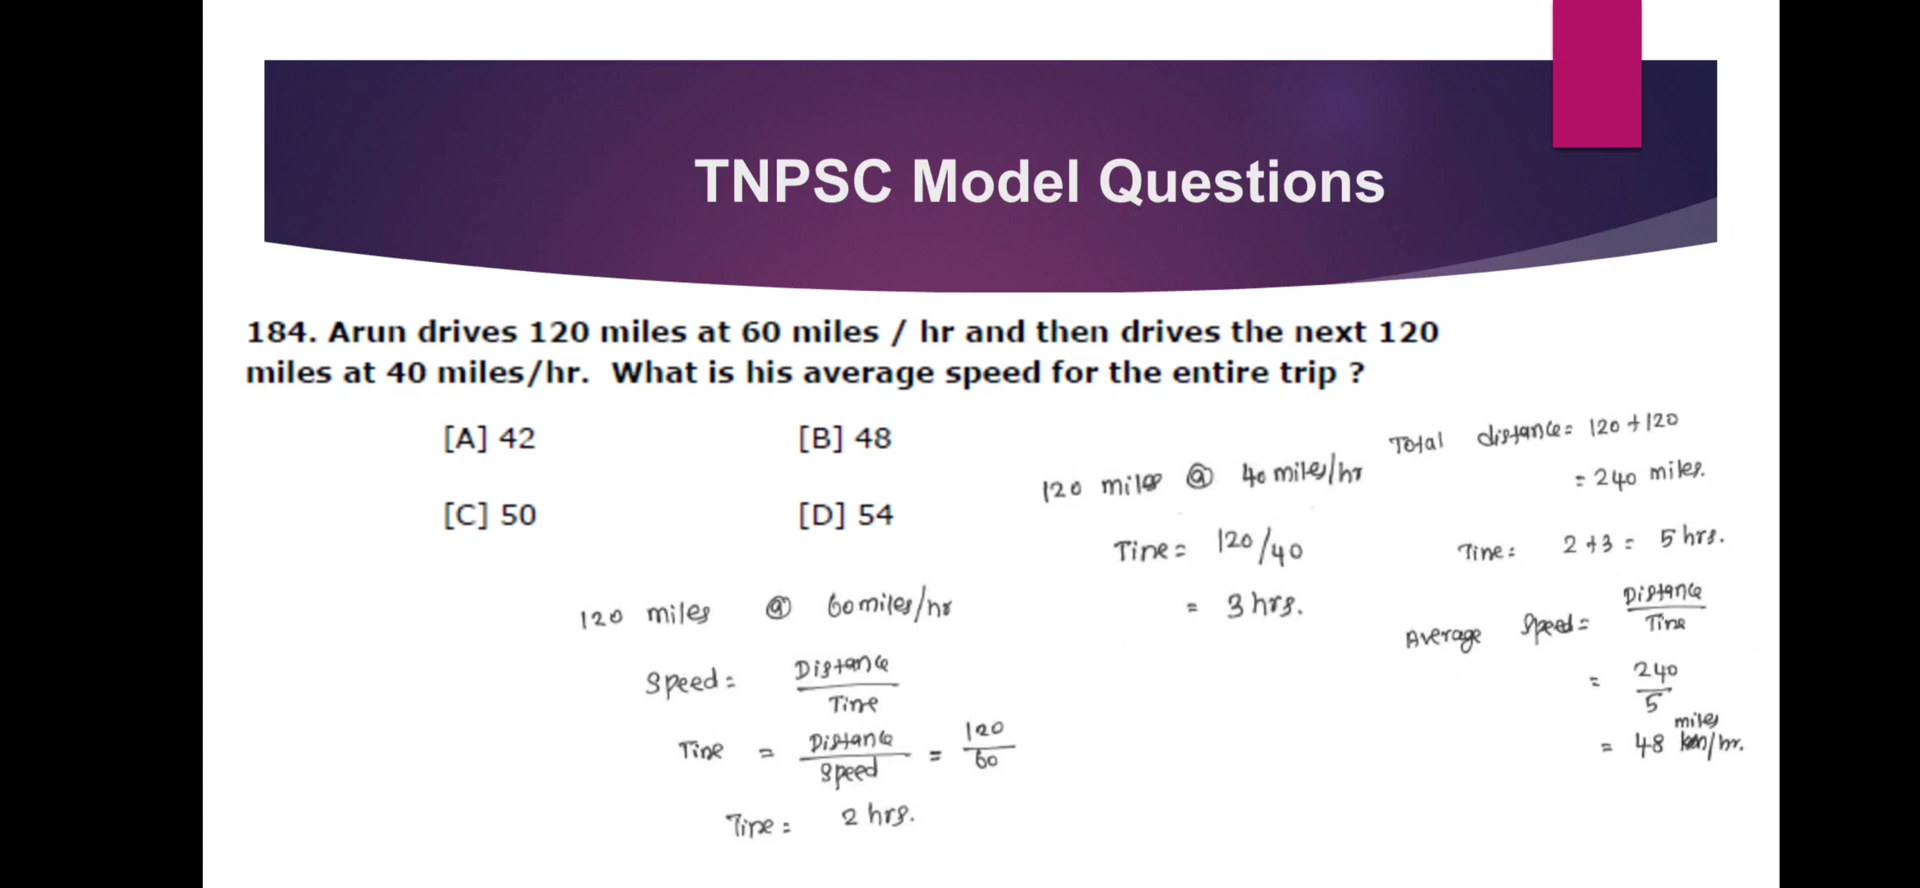 TNPSC Model Questions
184. Arun drives 120 miles at 60 miles / hr and then drives the next 120
miles at 40 miles/hr. What is his average speed for the entire trip ?
[A] 42
[B] 48
[C] 50
[D] 54
120 miles @ 60 miles/hr
Speed = Distance / Time
Time = Distance / Speed = 120 / 60
Time = 2 hrs.
120 miles @ 40 miles/hr
Time = 120/40
= 3 hrs.
Total distance = 120 + 120
= 240 miles.
Time = 2 + 3 = 5 hrs.
Average Speed = Distance / Time
= 240 / 5
= 48 miles/hr.